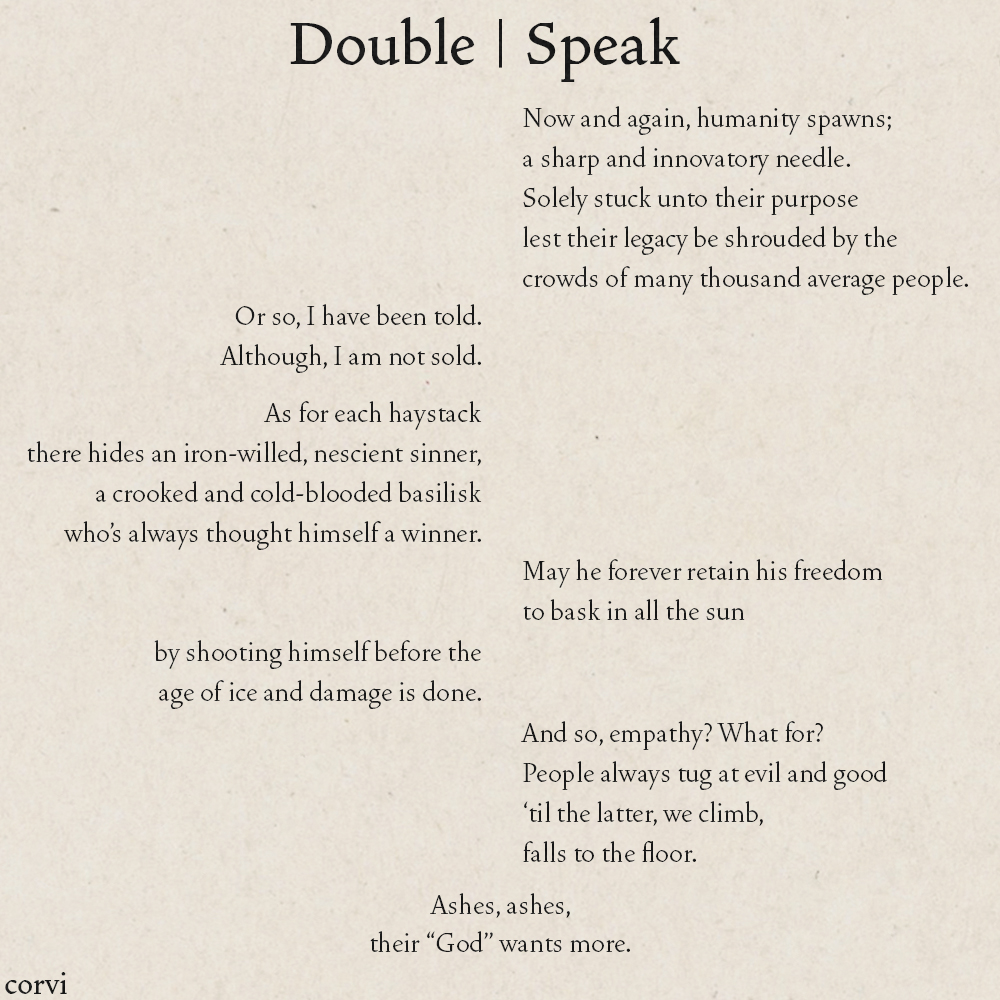 Double | Speak
Now and again, humanity spawns;
a sharp and innovatory needle.
Solely stuck unto their purpose
lest their legacy be shrouded by the
crowds of many thousand average people.
Or so, I have been told.
Although, I am not sold.
As for each haystack
there hides an iron-willed, nescient sinner,
a crooked and cold-blooded basilisk
who’s always thought himself a winner.
May he forever retain his freedom
to bask in all the sun
by shooting himself before the
age of ice and damage is done.
And so, empathy? What for?
People always tug at evil and good
‘til the latter, we climb,
falls to the floor.
Ashes, ashes,
their “God” wants more.
corvi